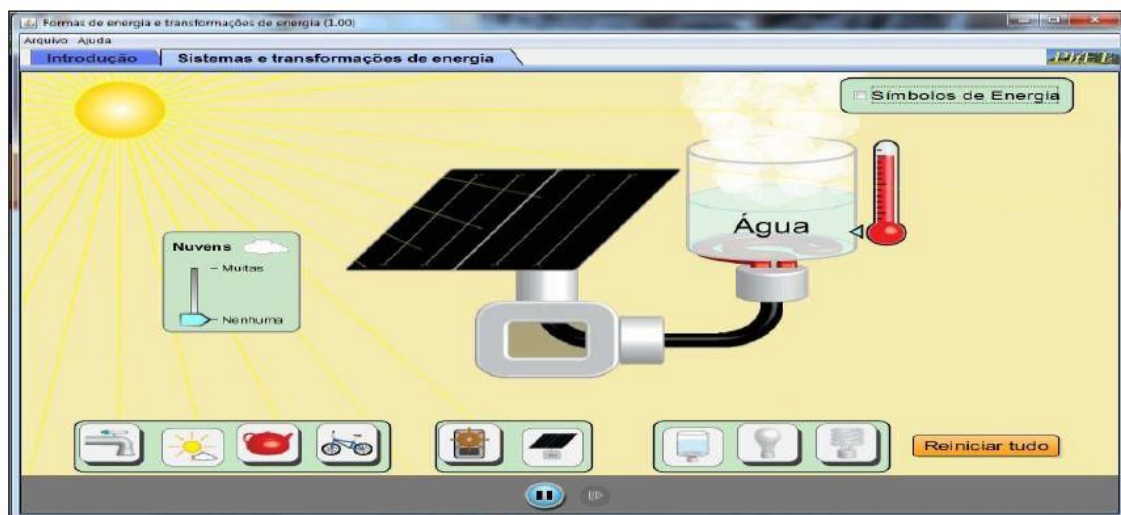 Formas de energia e transformações de energia (1.00)
Arquivo Ajuda
Introdução
Sistemas e transformações de energia
PhET
Símbolos de Energia
Água
Nuvens
Muitas
Nenhuma
Reiniciar tudo